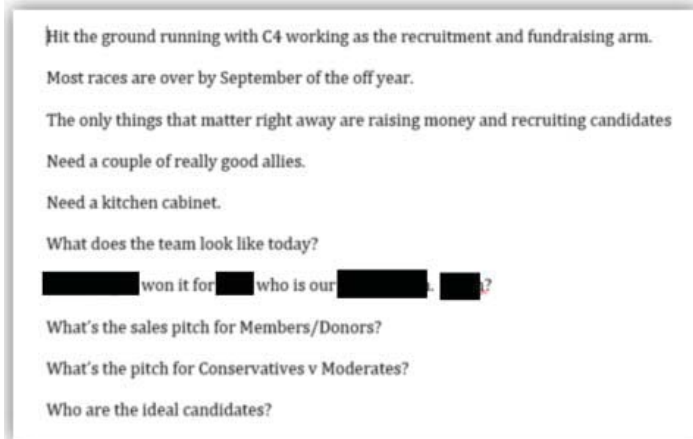 Hit the ground running with C4 working as the recruitment and fundraising arm.
Most races are over by September of the off year.
The only things that matter right away are raising money and recruiting candidates
Need a couple of really good allies.
Need a kitchen cabinet.
What does the team look like today?
won it for who is our . ?
What's the sales pitch for Members/Donors?
What's the pitch for Conservatives v Moderates?
Who are the ideal candidates?